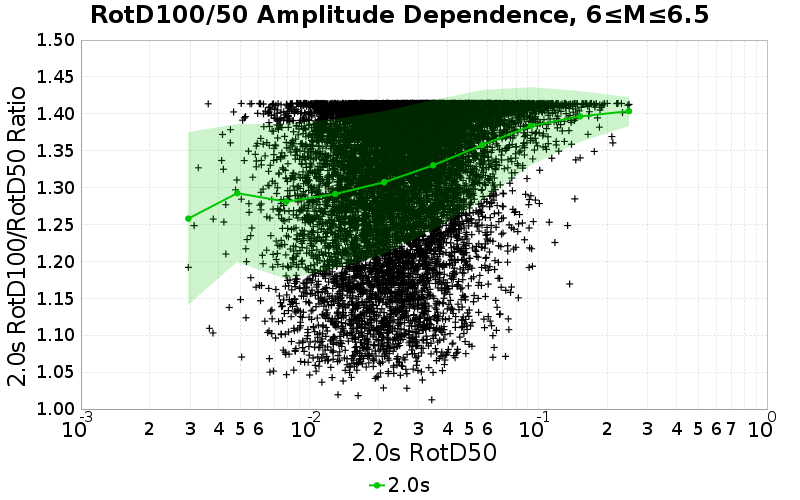 RotD100/50 Amplitude Dependence, 6≤M≤6.5
2.0s RotD100/RotD50 Ratio
1.50
1.45
1.40
1.35
1.30
1.25
1.20
1.15
1.10
1.05
1.00
10-3 2 3 4 5 6 10-2 2 3 4 5 6 10-1 2 3 4 5 6 7 100
2.0s RotD50
2.0s